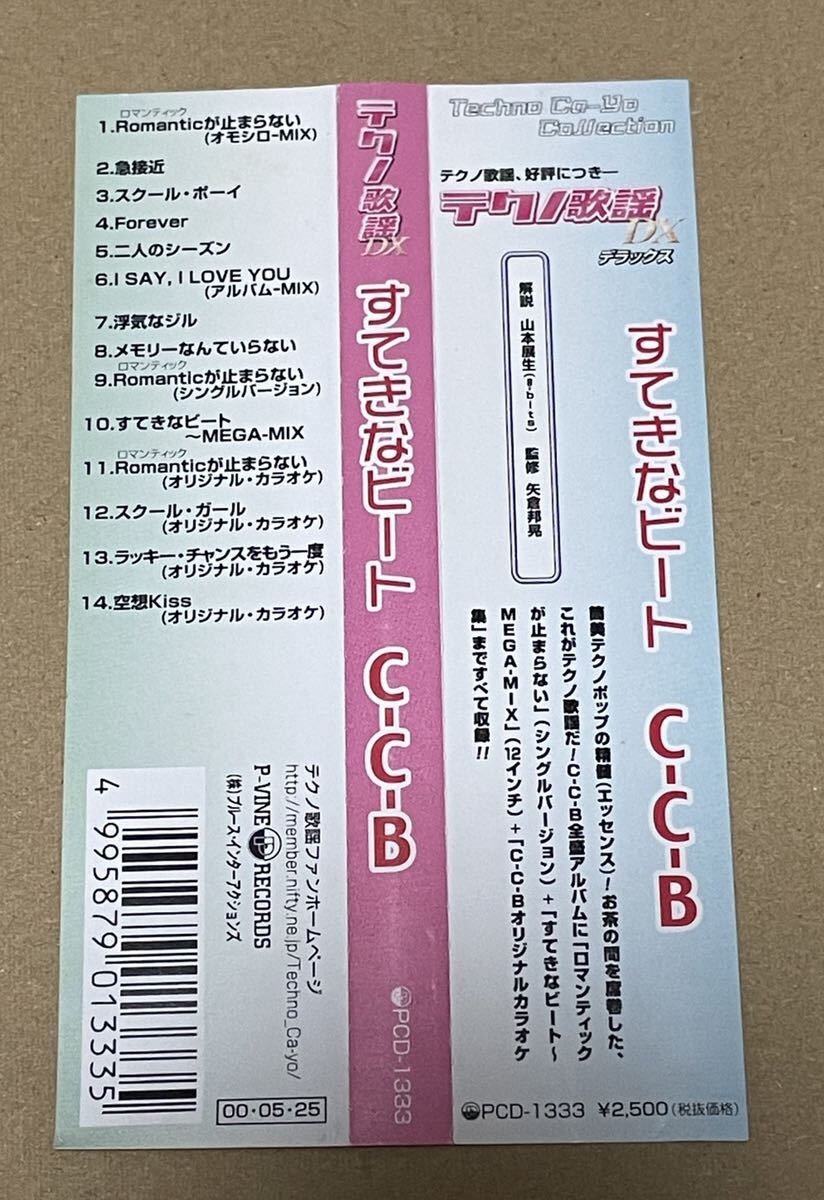 ロマンティック
1.Romanticが止まらない
(オモシロ-MIX)
2.急接近
3.スクール・ボーイ
4.Forever
5.二人のシーズン
6.I SAY, I LOVE YOU
(アルバム-MIX)
7.浮気なジル
8.メモリーなんていらない
ロマンティック
9.Romanticが止まらない
(シングルバージョン)
10.すてきなビート
～MEGA-MIX
ロマンティック
11.Romanticが止まらない
(オリジナル・カラオケ)
12.スクール・ガール
(オリジナル・カラオケ)
13.ラッキー・チャンスをもう一度
(オリジナル・カラオケ)
14.空想Kiss
(オリジナル・カラオケ)
テクノ歌謡ファンホームページ
http://member.nifty.ne.jp/Techno_Ca-yo/
P-VINE RECORDS
(株)ブルース・インターアクションズ
4 995879 013335
00・05・25
テクノ歌謡DX
すてきなビート C-C-B
PCD-1333
Techno Ca-Yo
Collection
テクノ歌謡、好評につき―
テクノ歌謡DX
デラックス
解説 山本展生(8-bits) 監修 矢倉邦晃
すてきなビート C-C-B
筒美テクノポップの精髄(エッセンス)!お茶の間を席巻した、
これがテクノ歌謡だ!C-C-B全盛アルバムに「ロマンティック
が止まらない」(シングルバージョン)+「すてきなビート～
MEGA-MIX」(12インチ)+「C-C-Bオリジナルカラオケ
集」まですべて収録!!
PCD-1333 ¥2,500(税抜価格)